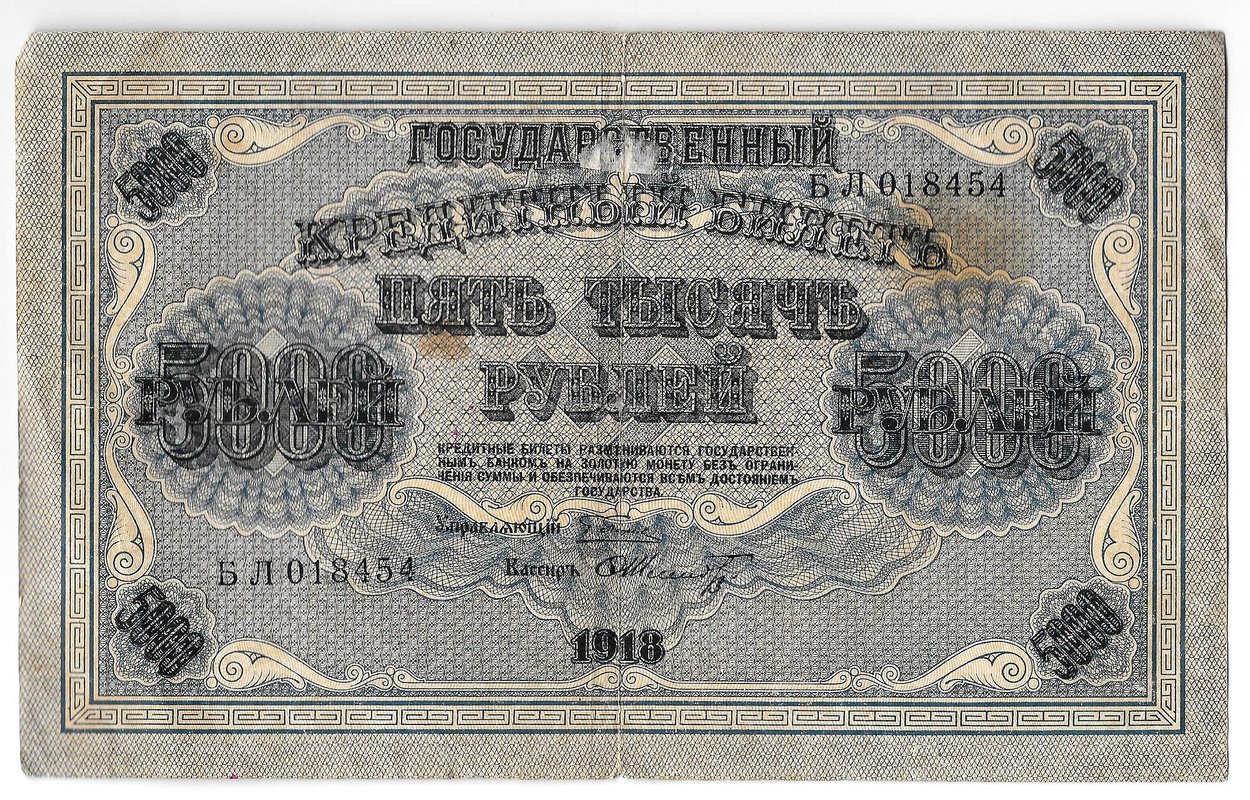 5000 5000
ГОСУДАРСТВЕННЫЙ
БЛ 018454
КРЕДИТНЫЙ БИЛЕТЪ
ПЯТЬ ТЫСЯЧЪ
РУБЛЕЙ
5000 РУБЛЕЙ
5000 РУБЛЕЙ
КРЕДИТНЫЕ БИЛЕТЫ РАЗМѢНИВАЮТСЯ ГОСУДАРСТВЕН-
НЫМЪ БАНКОМЪ НА ЗОЛОТУЮ МОНЕТУ БЕЗЪ ОГРАНИ-
ЧЕНІЯ СУММЫ И ОБЕЗПЕЧИВАЮТСЯ ВСѢМЪ ДОСТОЯНІЕМЪ
ГОСУДАРСТВА.
Управляющій
БЛ 018454
Кассиръ
1918
5000 5000